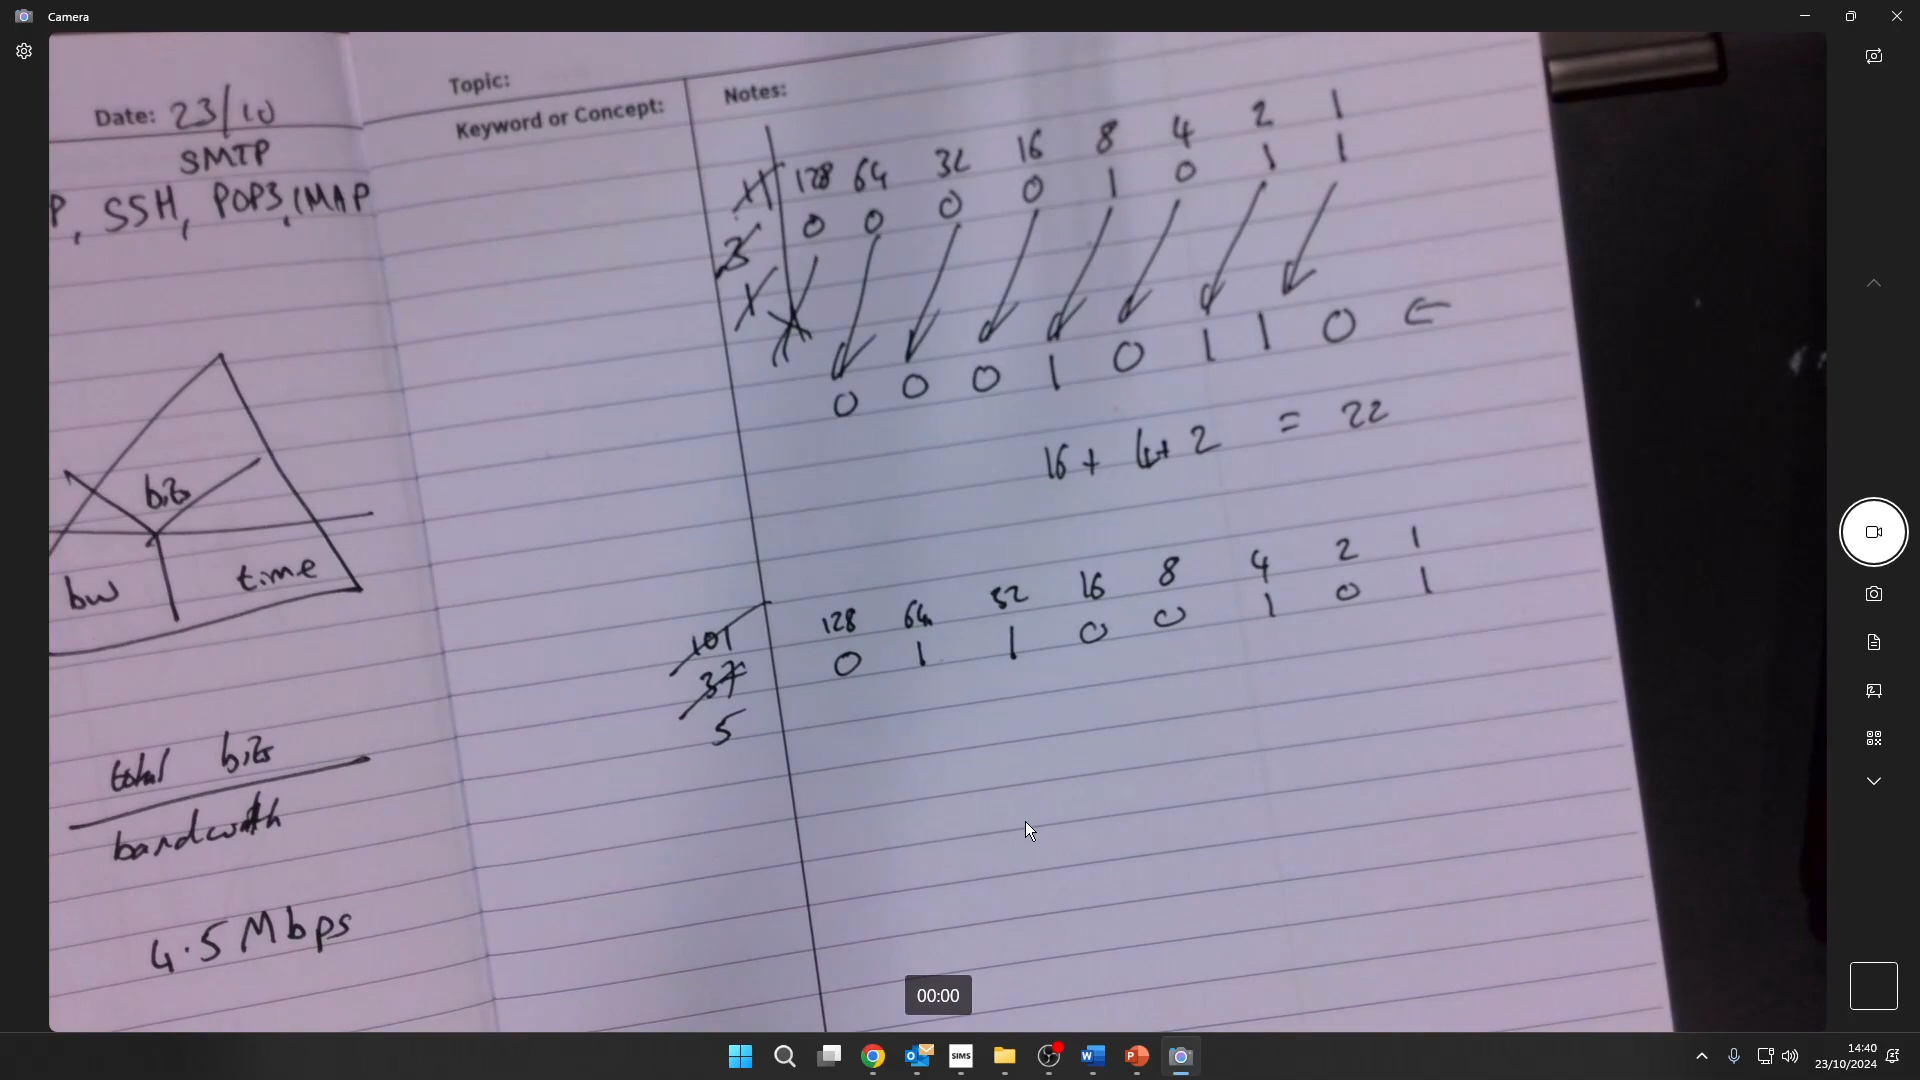 Camera
Date: 23/10
SMTP
P, SSH, POP3, IMAP
bits
bw time
total bits
bandwidth
4.5 Mbps
Topic:
Keyword or Concept:
Notes:
11 128 64 32 16 8 4 2 1
3 0 0 0 0 1 0 1 1
0 0 0 1 0 1 1 0 ←
16 + 4 + 2 = 22
101 128 64 32 16 8 4 2 1
37 0 1 1 0 0 1 0 1
5
00:00
SIMS
14:40
23/10/2024